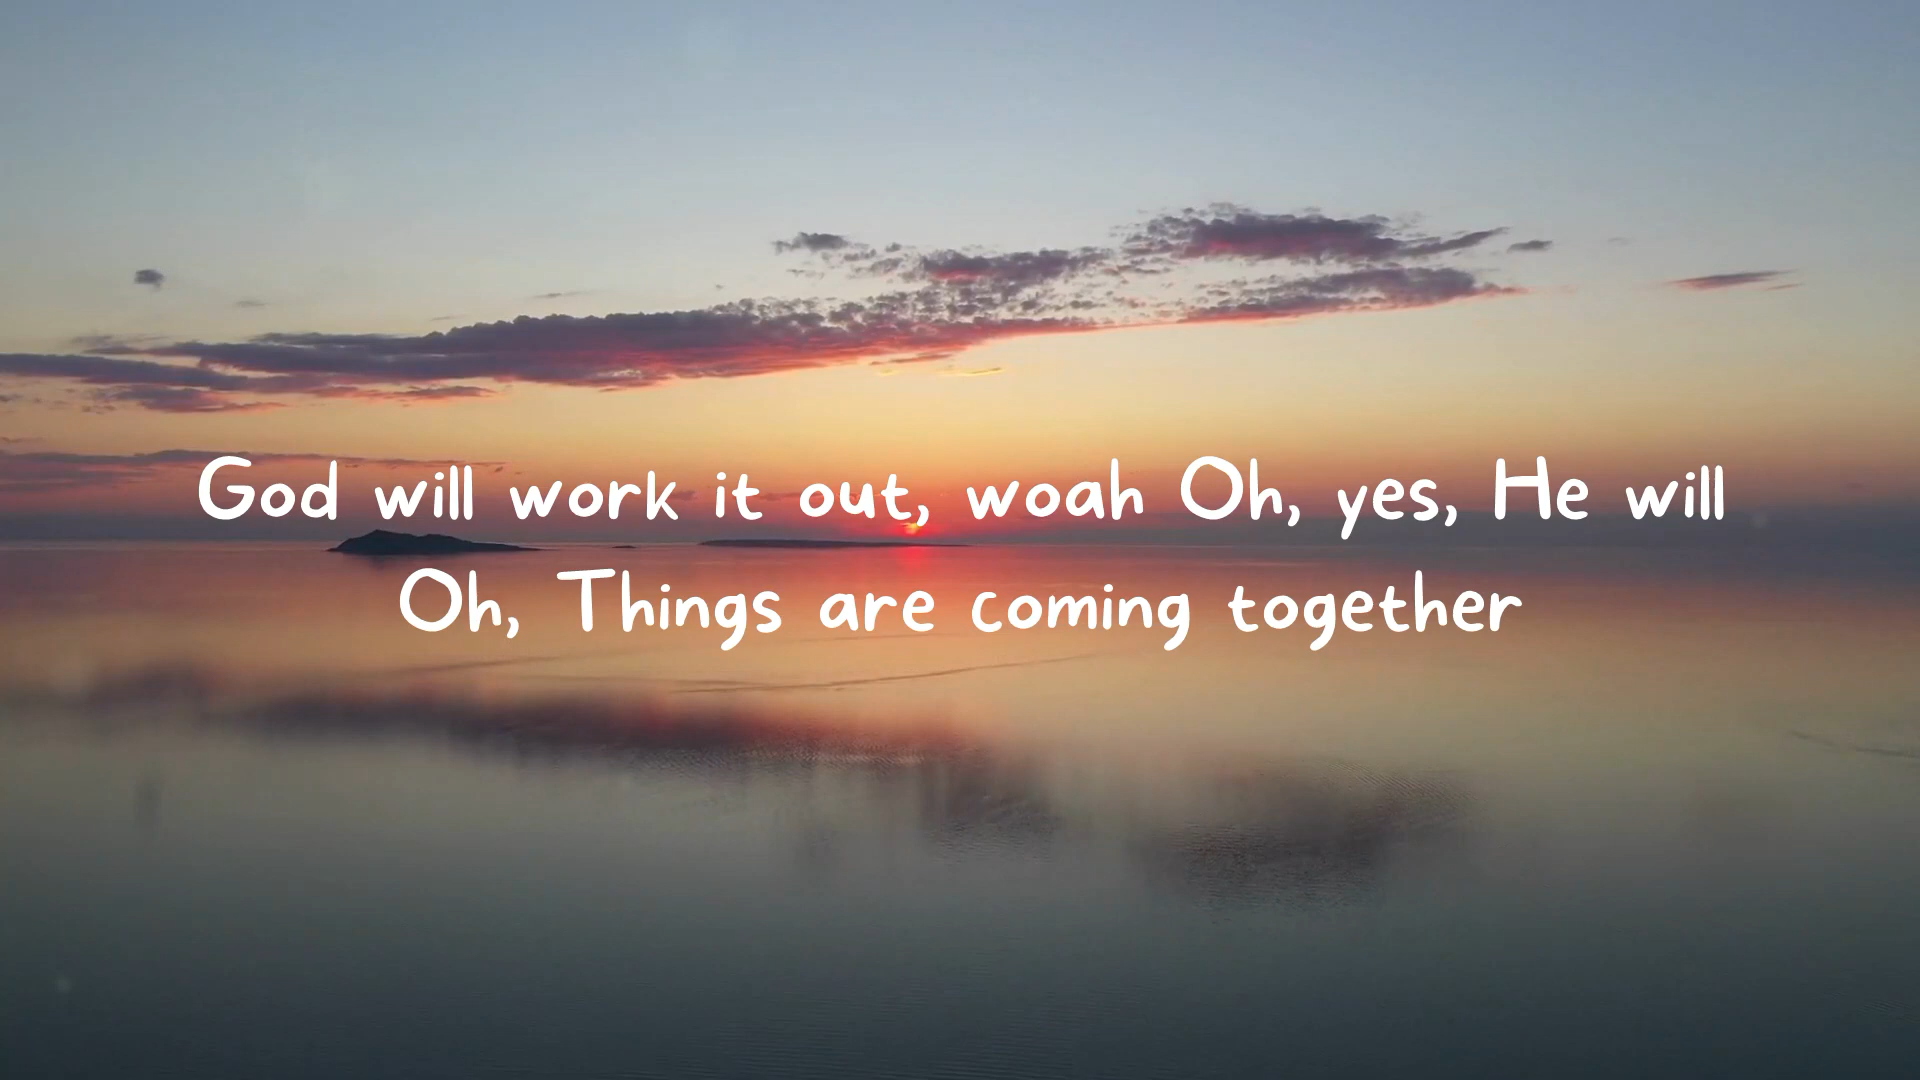 God will work it out, woah Oh, yes, He will
Oh, Things are coming together